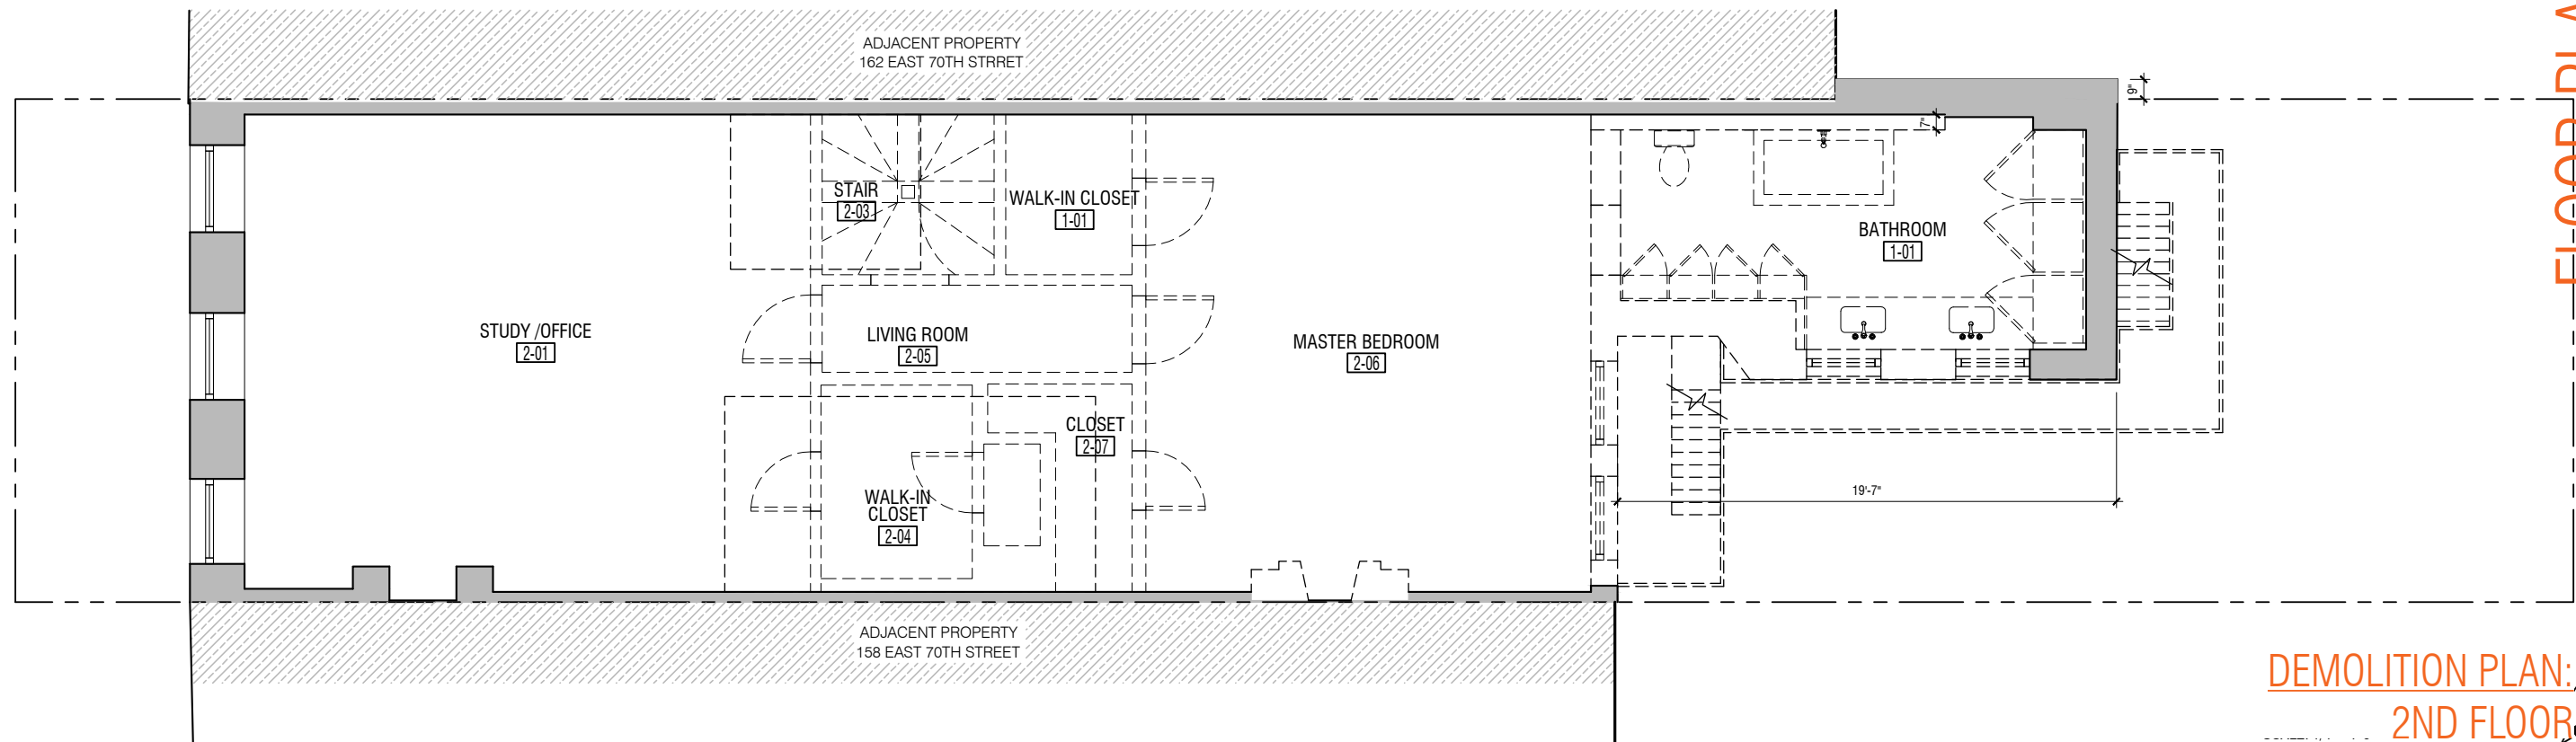 ADJACENT PROPERTY
162 EAST 70TH STRRET
9"
7"
STAIR
2-03
WALK-IN CLOSET
1-01
BATHROOM
1-01
STUDY /OFFICE
2-01
LIVING ROOM
2-05
MASTER BEDROOM
2-06
CLOSET
2-07
WALK-IN
CLOSET
2-04
19'-7"
ADJACENT PROPERTY
158 EAST 70TH STREET
FLOOR
DEMOLITION PLAN:
2ND FLOOR